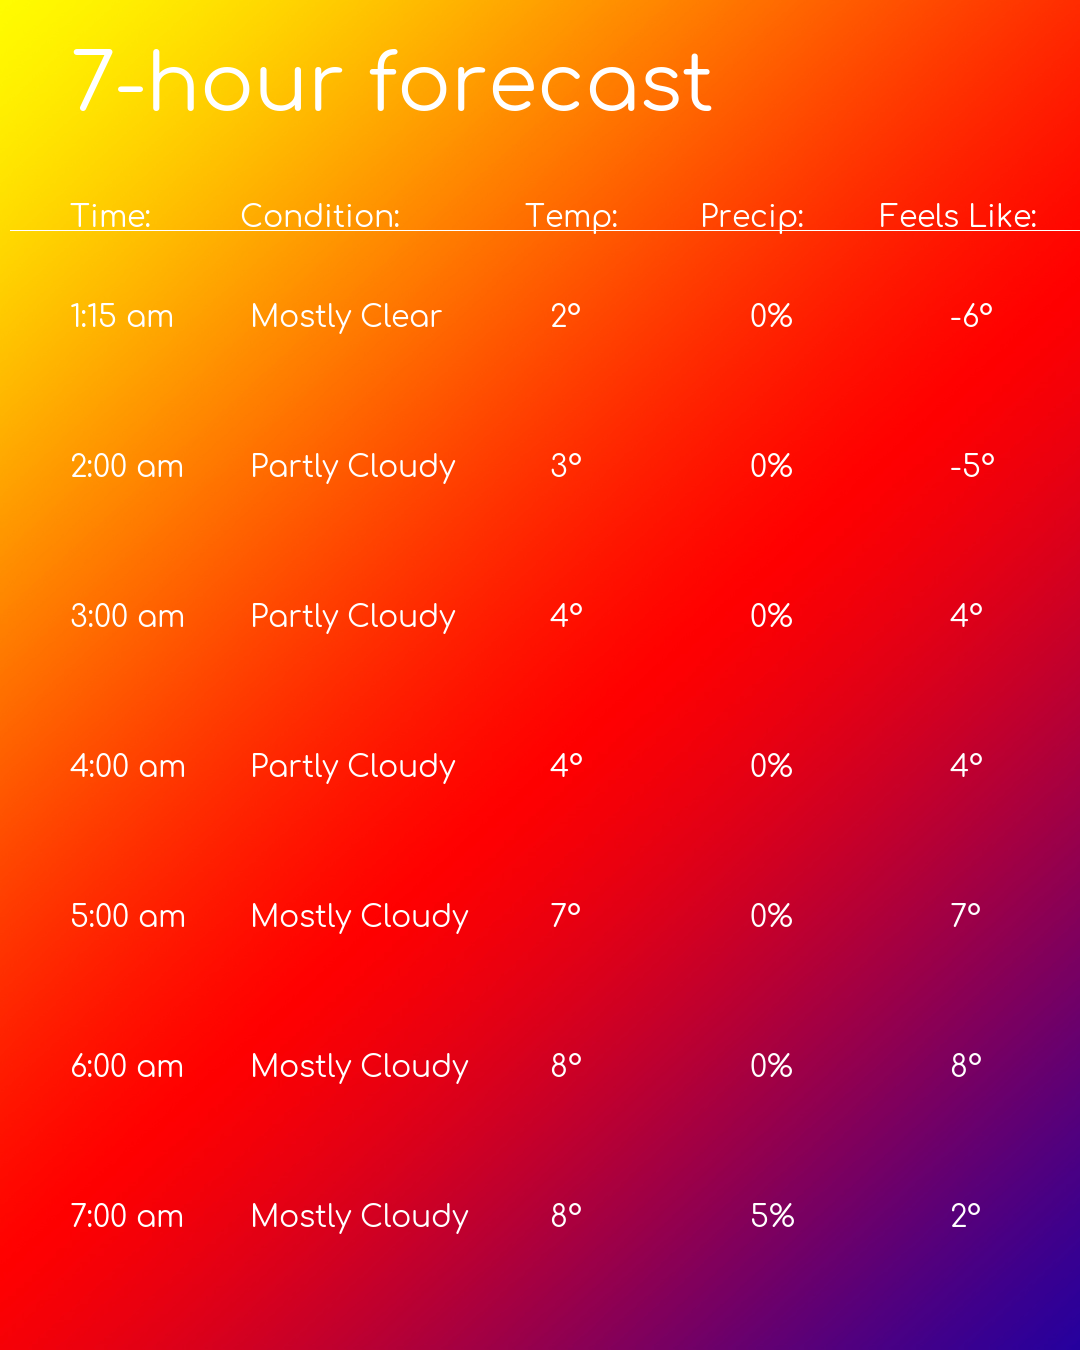 7-hour forecast
Time: Condition: Temp: Precip: Feels Like:
1:15 am Mostly Clear 2° 0% -6°
2:00 am Partly Cloudy 3° 0% -5°
3:00 am Partly Cloudy 4° 0% 4°
4:00 am Partly Cloudy 4° 0% 4°
5:00 am Mostly Cloudy 7° 0% 7°
6:00 am Mostly Cloudy 8° 0% 8°
7:00 am Mostly Cloudy 8° 5% 2°